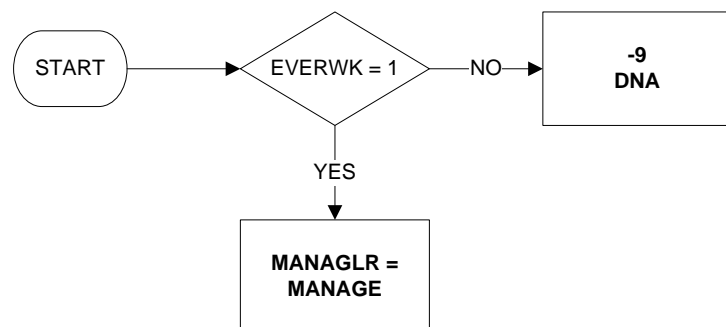 START
EVERWK = 1
NO
-9
DNA
YES
MANAGLR =
MANAGE